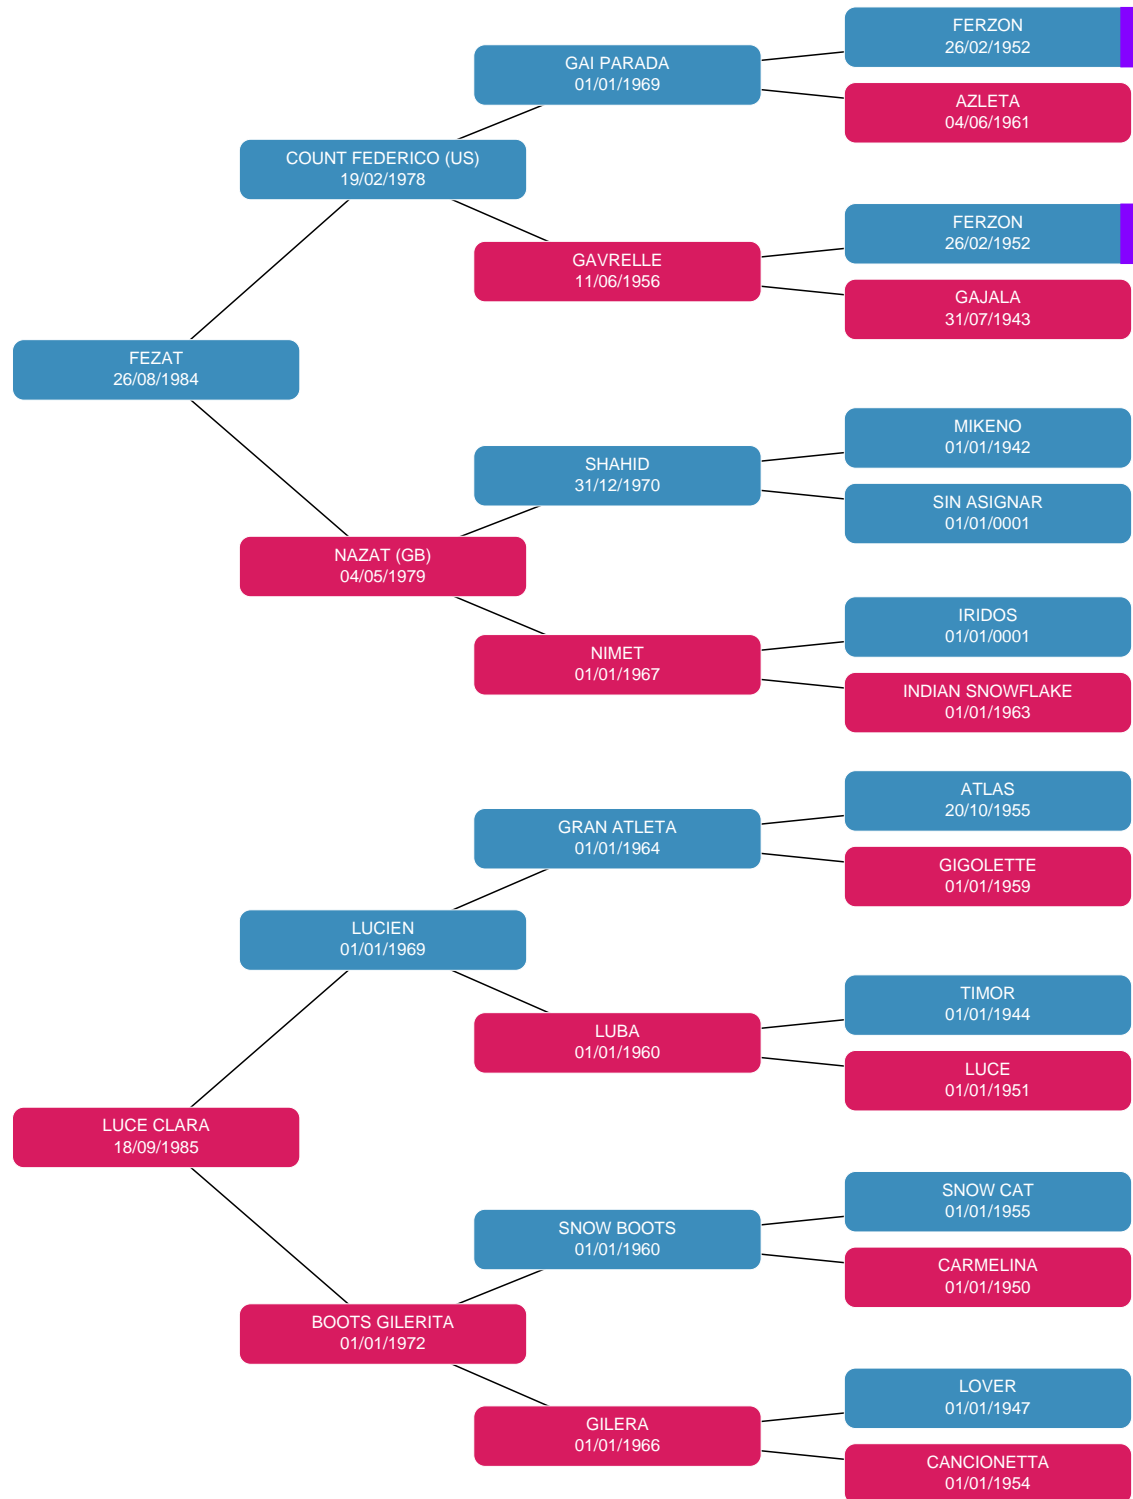 FERZON
26/02/1952
GAI PARADA
01/01/1969
AZLETA
04/06/1961
COUNT FEDERICO (US)
19/02/1978
FERZON
26/02/1952
GAVRELLE
11/06/1956
GAJALA
31/07/1943
FEZAT
26/08/1984
MIKENO
01/01/1942
SHAHID
31/12/1970
SIN ASIGNAR
01/01/0001
NAZAT (GB)
04/05/1979
IRIDOS
01/01/0001
NIMET
01/01/1967
INDIAN SNOWFLAKE
01/01/1963
ATLAS
20/10/1955
GRAN ATLETA
01/01/1964
GIGOLETTE
01/01/1959
LUCIEN
01/01/1969
TIMOR
01/01/1944
LUBA
01/01/1960
LUCE
01/01/1951
LUCE CLARA
18/09/1985
SNOW CAT
01/01/1955
SNOW BOOTS
01/01/1960
CARMELINA
01/01/1950
BOOTS GILERITA
01/01/1972
LOVER
01/01/1947
GILERA
01/01/1966
CANCIONETTA
01/01/1954